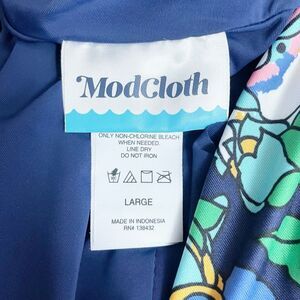 ModCloth
ONLY NON-CHLORINE BLEACH
WHEN NEEDED.
LINE DRY
DO NOT IRON
LARGE
MADE IN INDONESIA
RN# 138432